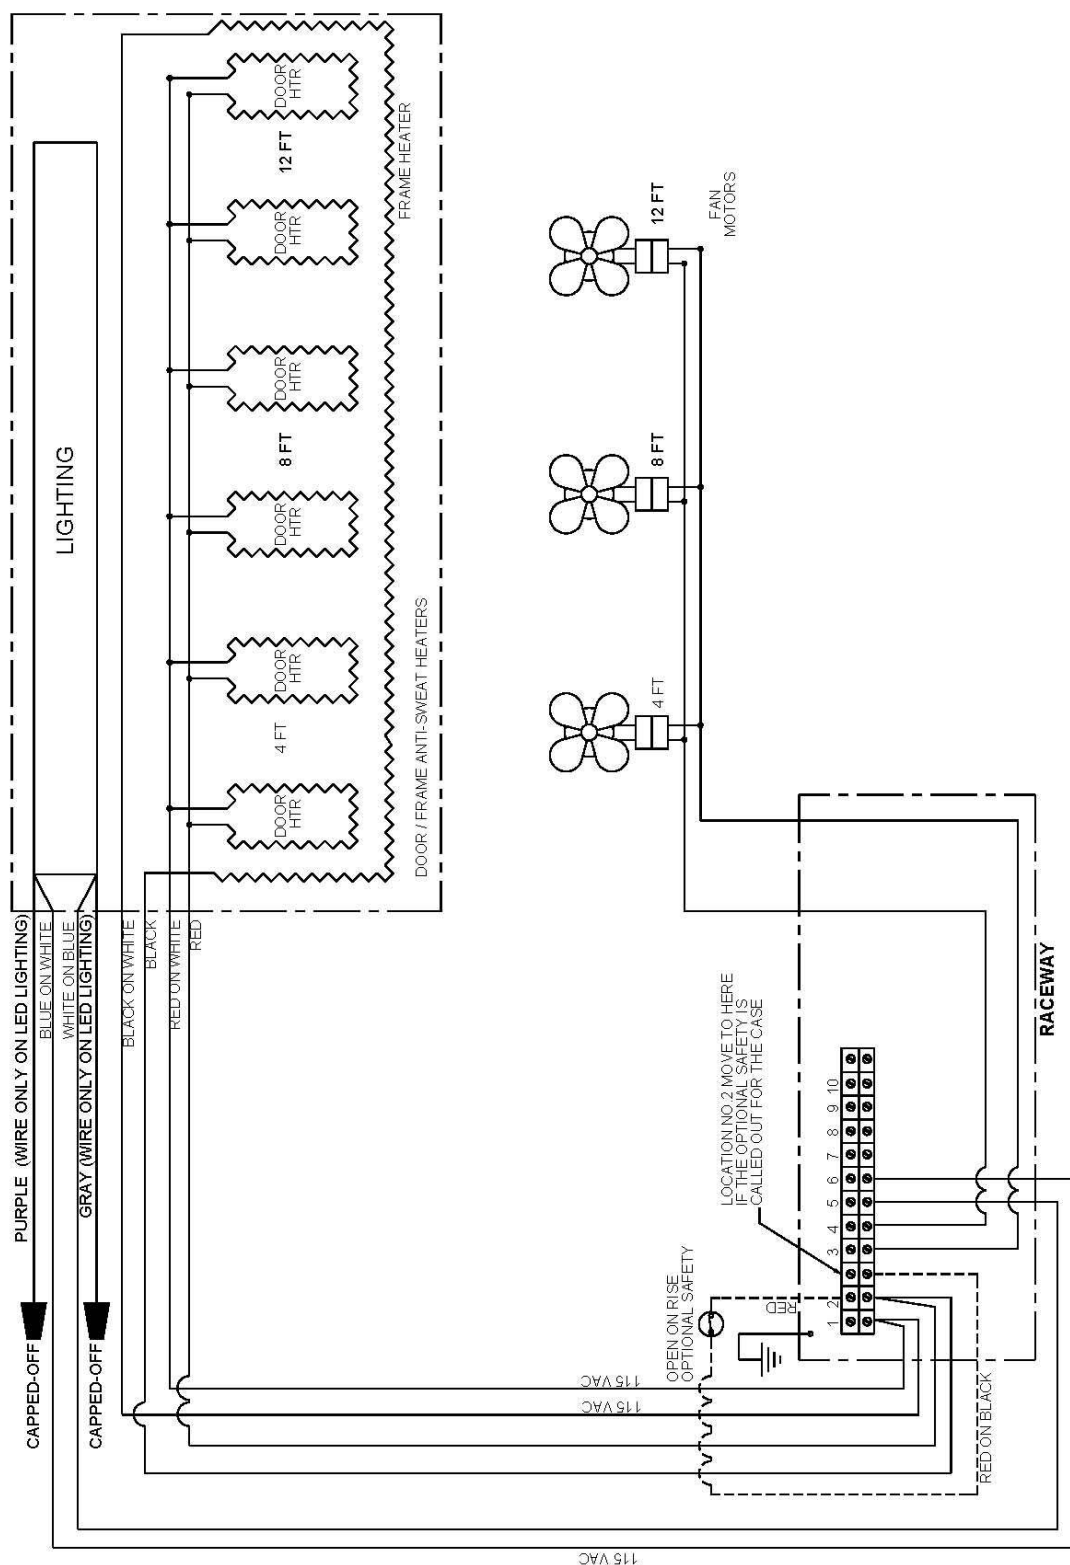 PURPLE (WIRE ONLY ON LED LIGHTING)
BLUE ON WHITE
WHITE ON BLUE
GRAY (WIRE ONLY ON LED LIGHTING)
BLACK ON WHITE
BLACK
RED ON WHITE
RED
CAPPED-OFF
CAPPED-OFF
LIGHTING
DOOR
HTR
4 FT
DOOR
HTR
DOOR
HTR
8 FT
DOOR
HTR
DOOR
HTR
12 FT
DOOR
HTR
FRAME HEATER
DOOR / FRAME ANTI-SWEAT HEATERS
4 FT
8 FT
12 FT
FAN
MOTORS
OPEN ON RISE
OPTIONAL SAFETY
LOCATION NO.2 MOVE TO HERE
IF THE OPTIONAL SAFETY IS
CALLED OUT FOR THE CASE
RED
1 2 3 4 5 6 7 8 9 10
RACEWAY
RED ON BLACK
115 VAC
115 VAC
115 VAC